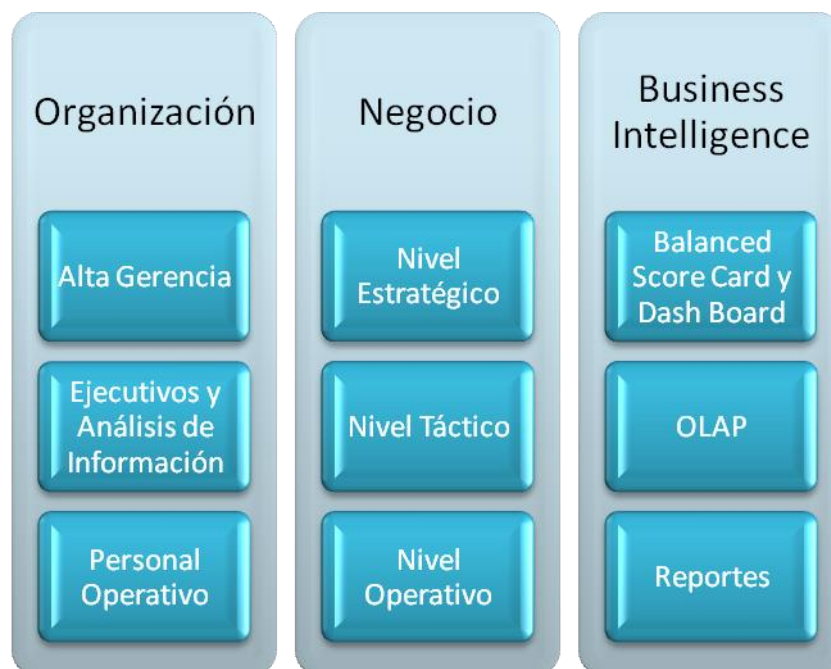 Organización
Alta Gerencia
Ejecutivos y
Análisis de
Información
Personal
Operativo
Negocio
Nivel
Estratégico
Nivel Táctico
Nivel
Operativo
Business
Intelligence
Balanced
Score Card y
Dash Board
OLAP
Reportes